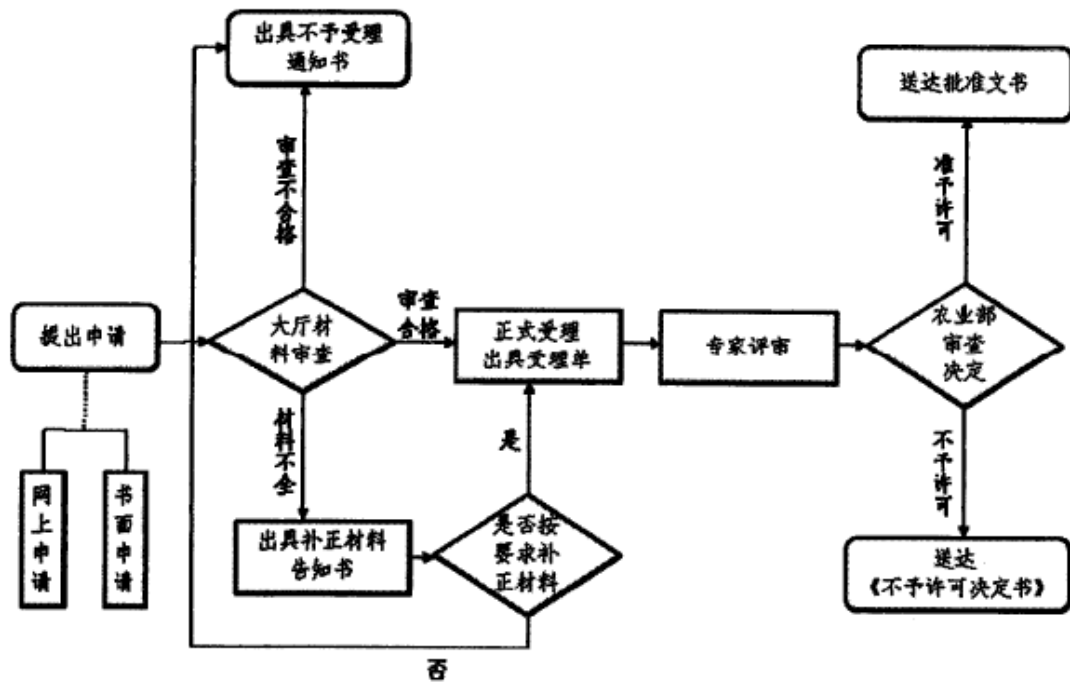 出具不予受理
通知书
送达批准文书
审查不合格
准予许可
提出申请
大厅材
料审查
审查
合格
正式受理
出具受理单
专家评审
农业部
审查
决定
材料不全
是
不予许可
网上申请
书面申请
出具补正材料
告知书
是否按
要求补
正材料
送达
《不予许可决定书》
否